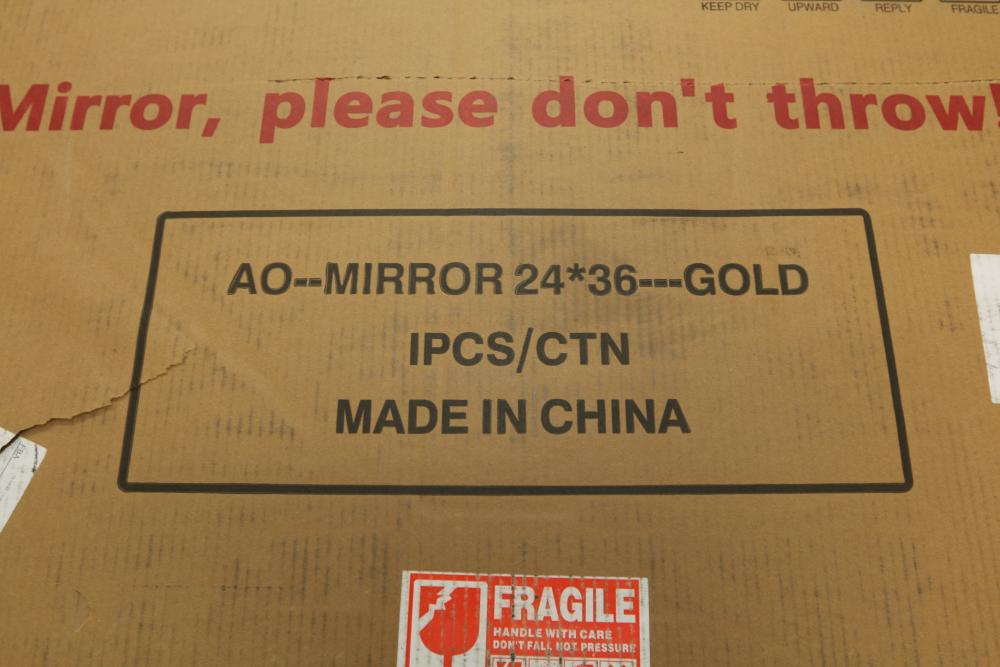 KEEP DRY UPWARD REPLY FRAGILE
Mirror, please don't throw!
AO--MIRROR 24*36---GOLD
IPCS/CTN
MADE IN CHINA
FRAGILE
HANDLE WITH CARE
DON'T FALL NOT PRESSURE